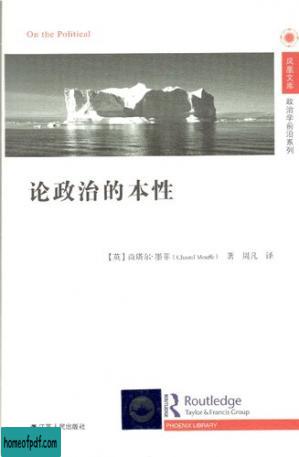 On the Political
凤凰文库
政治学前沿系列
论政治的本性
【英】尚塔尔·墨菲(Chantal Mouffe) 著 周凡 译
江苏人民出版社
ROUTLEDGE
Routledge
Taylor & Francis Group
PHOENIX LIBRARY
homeofpdf.com